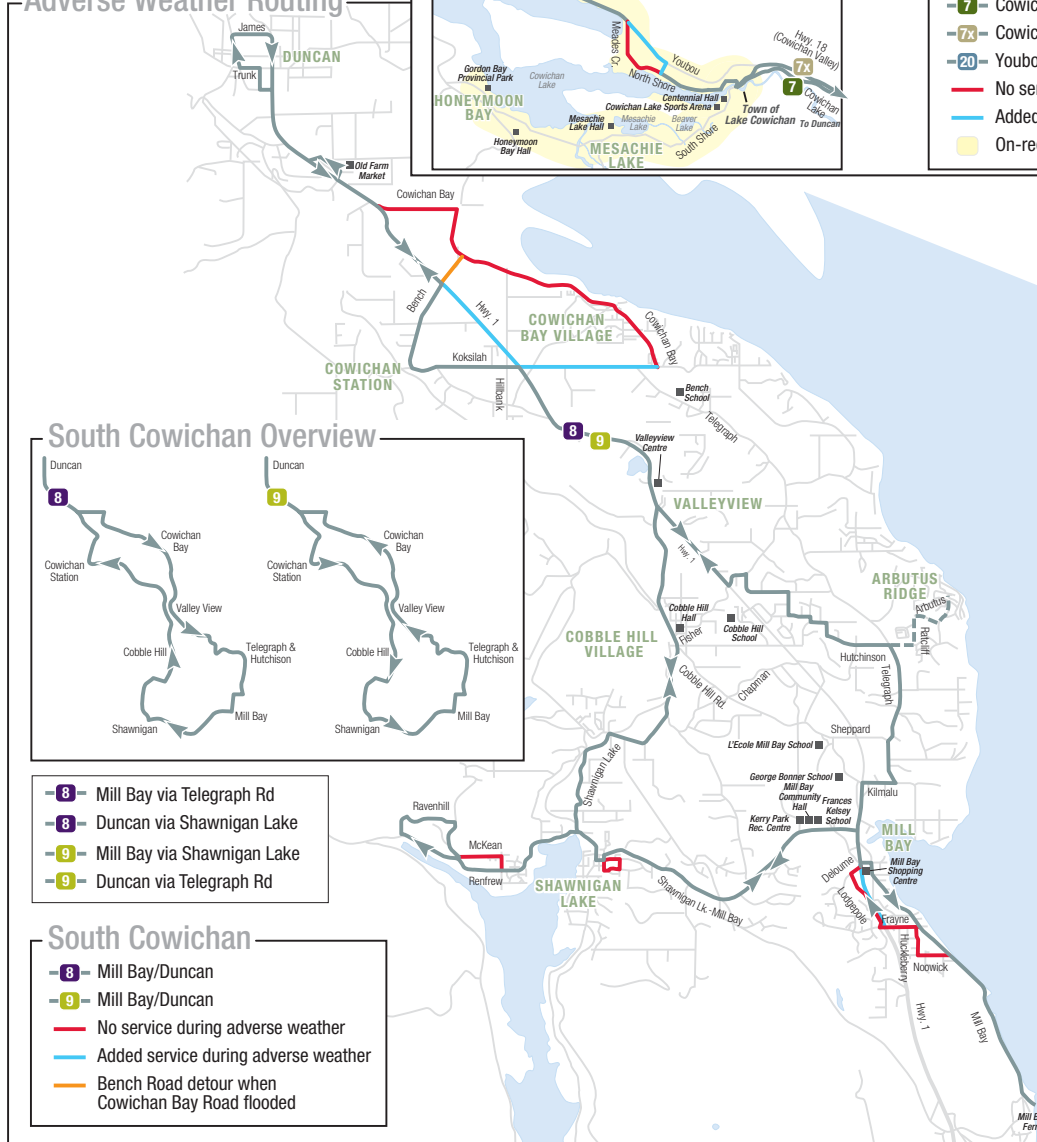 Adverse Weather Routing
James
DUNCAN
Trunk
Old Farm
Market
Cowichan Bay
Meades Cr.
Youbou
Hwy. 18
(Cowichan Valley)
7x
7
North Shore
Gordon Bay
Provincial Park
Cowichan
Lake
HONEYMOON
BAY
Centennial Hall
Cowichan Lake Sports Arena
Town of
Lake Cowichan
Cowichan
Lake
To Duncan
Mesachie
Lake Hall
Mesachie
Lake
Beaver
Lake
South Shore
Honeymoon
Bay Hall
MESACHIE
LAKE
7
7x
20
On-re
Bench
Hwy. 1
COWICHAN
BAY VILLAGE
Cowichan Bay
Koksilah
COWICHAN
STATION
Hillbank
Bench
School
Telegraph
8
9
Valleyview
Centre
VALLEYVIEW
Hwy. 1
ARBUTUS
RIDGE
Arbutus
Ratcliff
Cobble Hill
Hall
Fisher
Cobble Hill
School
COBBLE HILL
VILLAGE
Hutchinson
Telegraph
Cobble Hill Rd.
Chapman
Sheppard
L'Ecole Mill Bay School
Shawnigan Lake
George Bonner School
Mill Bay
Community
Hall
Frances
Kelsey
School
Kerry Park
Rec. Centre
Kilmalu
MILL
BAY
Mill Bay
Shopping
Centre
Deloume
Lodgepole
Frayne
Huckleberry
Noowick
Hwy. 1
Mill Bay
Ravenhill
McKean
Renfrew
SHAWNIGAN
LAKE
Shawnigan Lk.-Mill Bay
South Cowichan Overview
Duncan
8
Cowichan
Bay
Cowichan
Station
Valley View
Cobble Hill
Telegraph &
Hutchison
Mill Bay
Shawnigan
Duncan
9
Cowichan
Bay
Cowichan
Station
Valley View
Cobble Hill
Telegraph &
Hutchison
Mill Bay
Shawnigan
8 Mill Bay via Telegraph Rd
8 Duncan via Shawnigan Lake
9 Mill Bay via Shawnigan Lake
9 Duncan via Telegraph Rd
South Cowichan
8 Mill Bay/Duncan
9 Mill Bay/Duncan
No service during adverse weather
Added service during adverse weather
Bench Road detour when
Cowichan Bay Road flooded